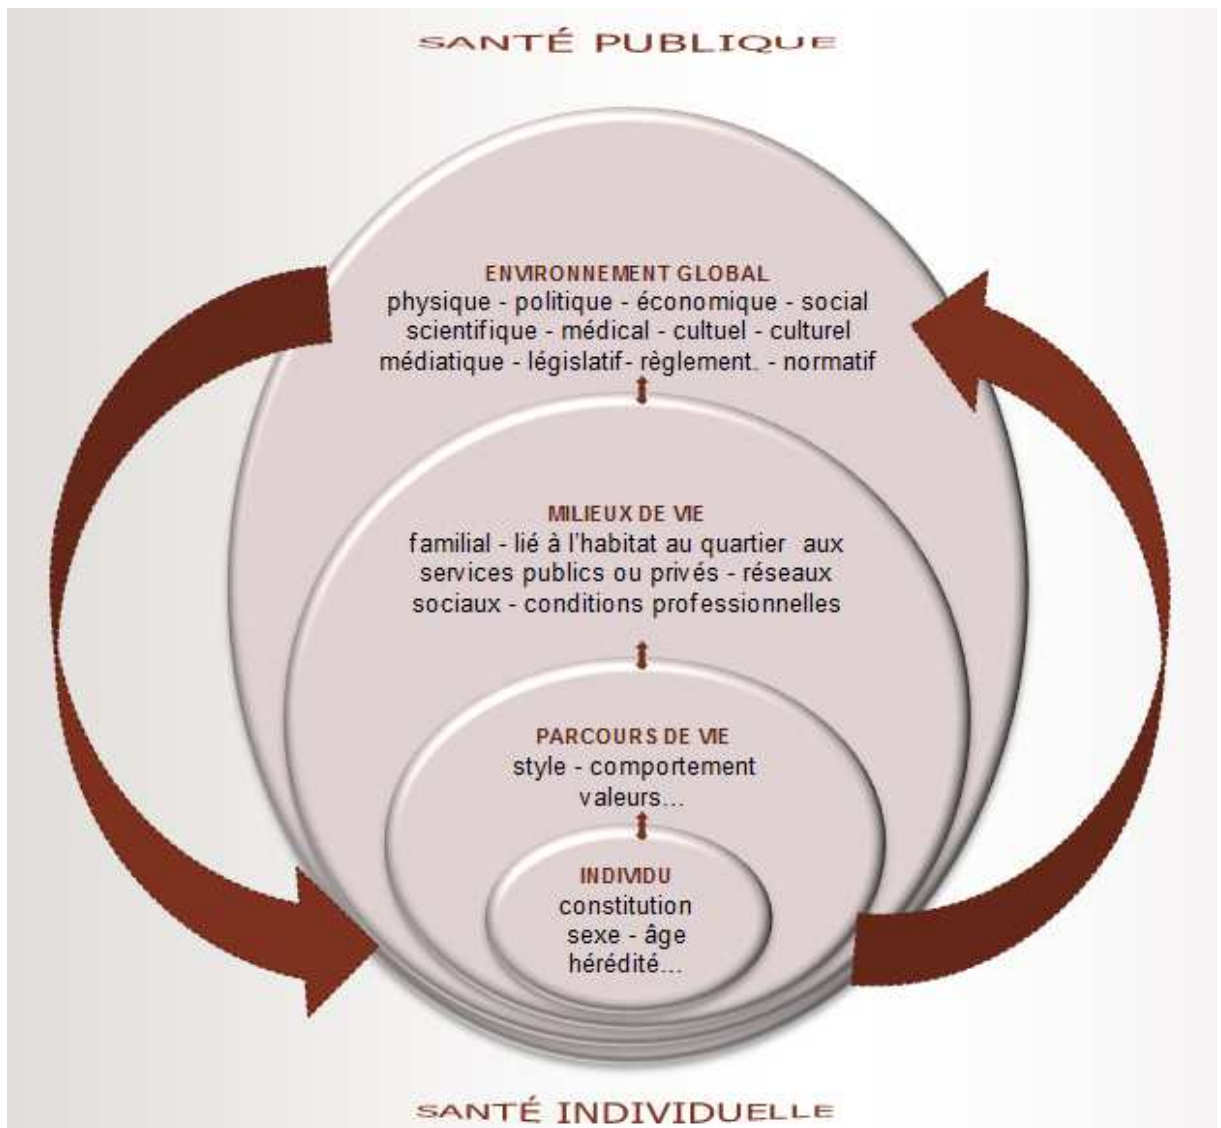 SANTÉ PUBLIQUE
ENVIRONNEMENT GLOBAL
physique - politique - économique - social
scientifique - médical - cultuel - culturel
médiatique - législatif- règlement. - normatif
MILIEUX DE VIE
familial - lié à l'habitat au quartier aux
services publics ou privés - réseaux
sociaux - conditions professionnelles
PARCOURS DE VIE
style - comportement
valeurs...
INDIVIDU
constitution
sexe - âge
hérédité...
SANTÉ INDIVIDUELLE